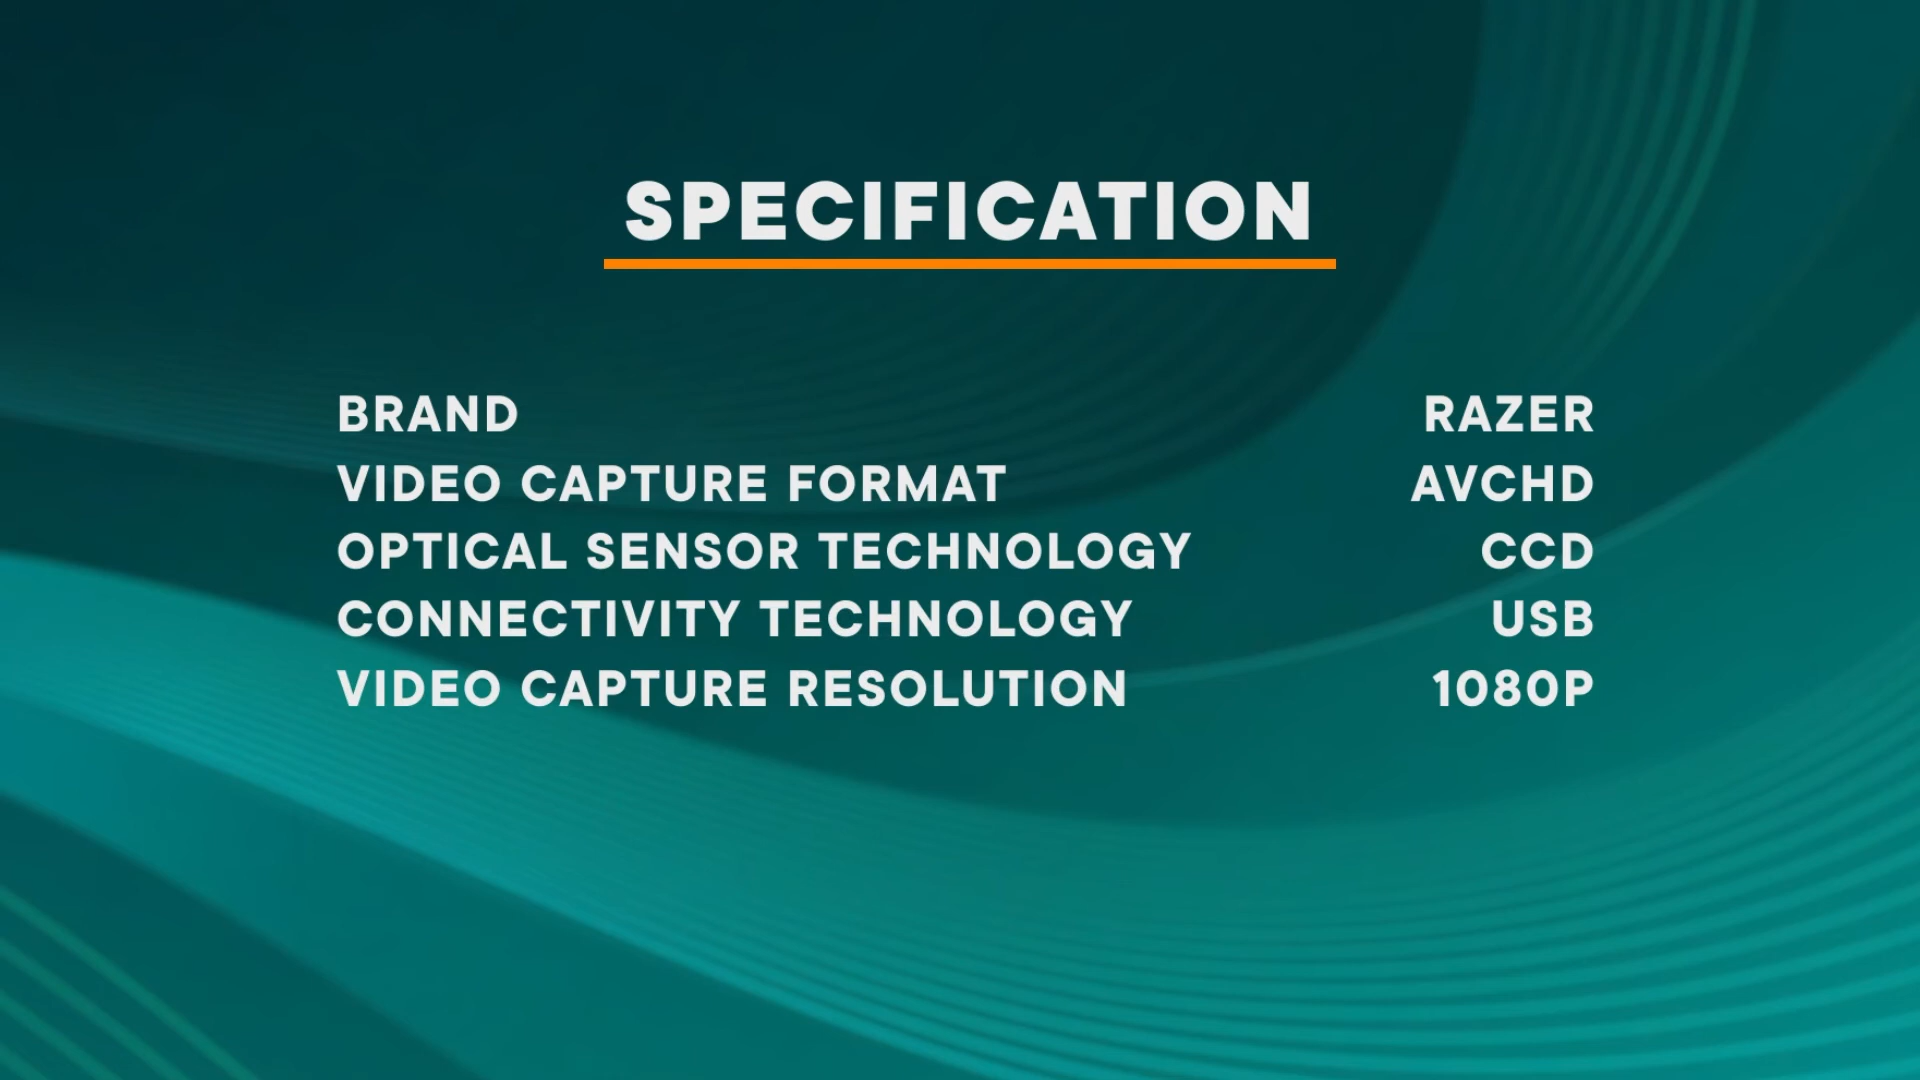 SPECIFICATION
BRAND RAZER
VIDEO CAPTURE FORMAT AVCHD
OPTICAL SENSOR TECHNOLOGY CCD
CONNECTIVITY TECHNOLOGY USB
VIDEO CAPTURE RESOLUTION 1080P